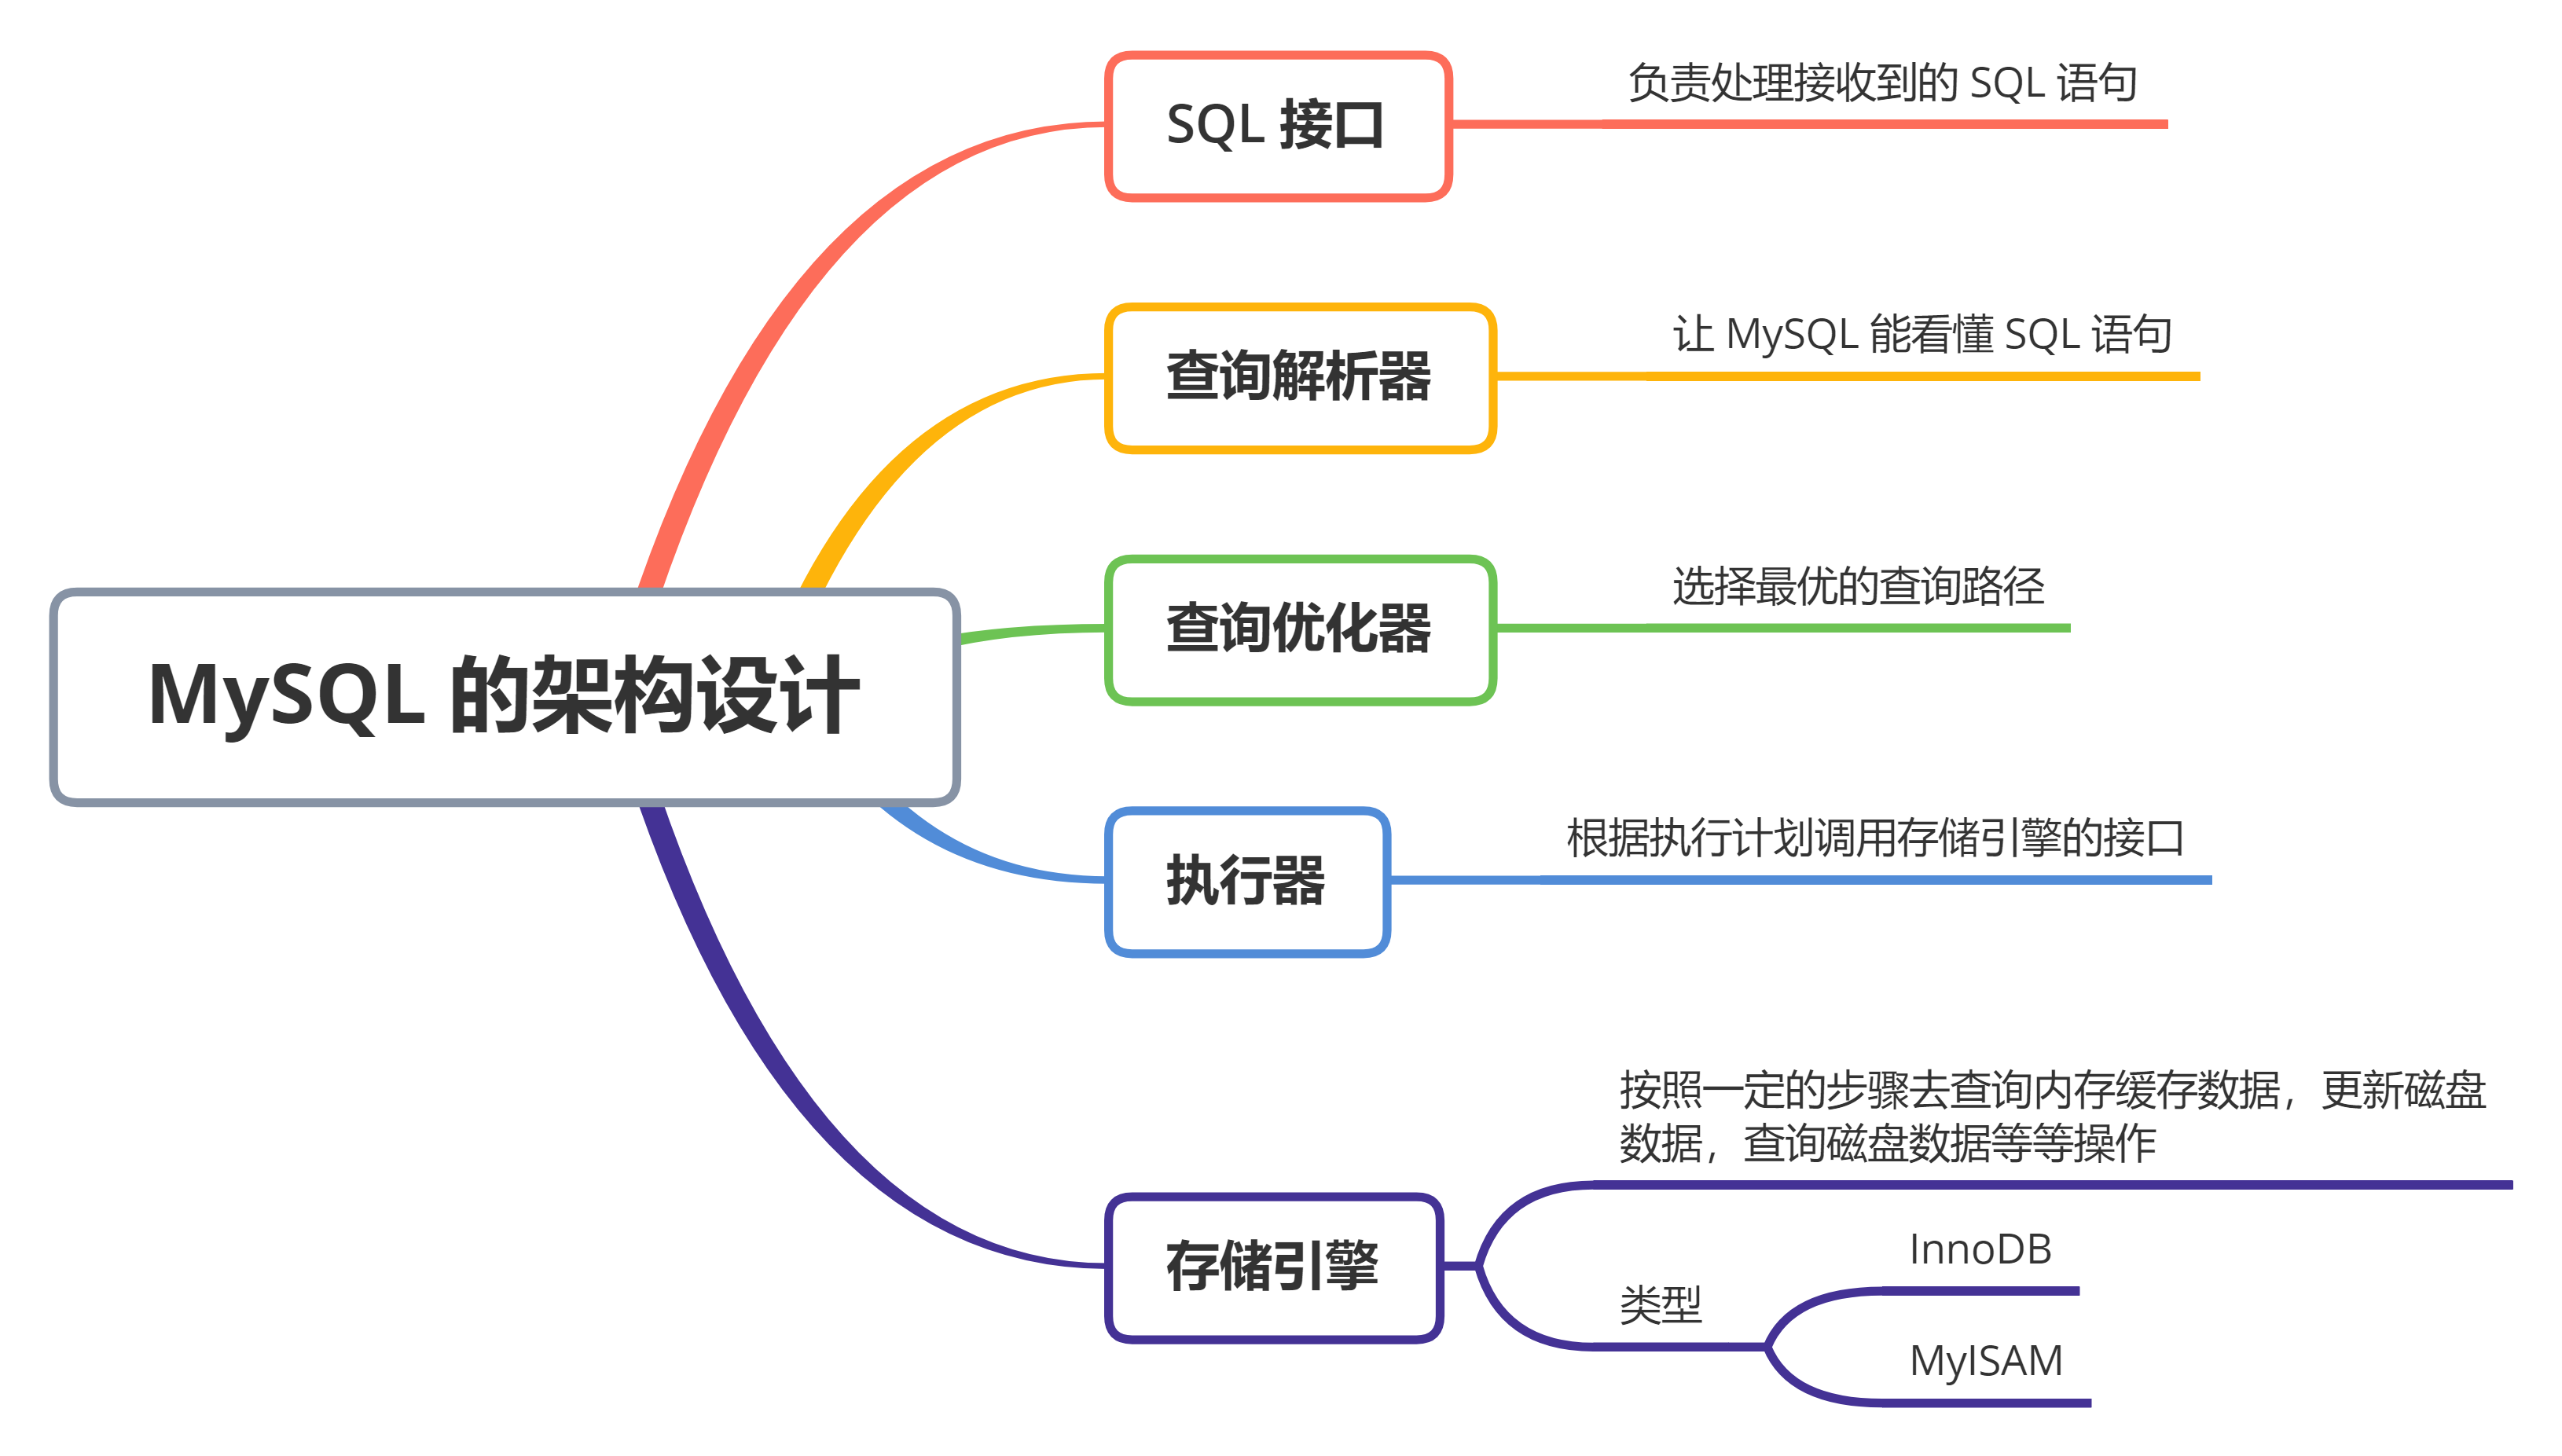 MySQL 的架构设计
SQL 接口
负责处理接收到的 SQL 语句
查询解析器
让 MySQL 能看懂 SQL 语句
查询优化器
选择最优的查询路径
执行器
根据执行计划调用存储引擎的接口
存储引擎
按照一定的步骤去查询内存缓存数据，更新磁盘
数据，查询磁盘数据等等操作
类型
InnoDB
MyISAM